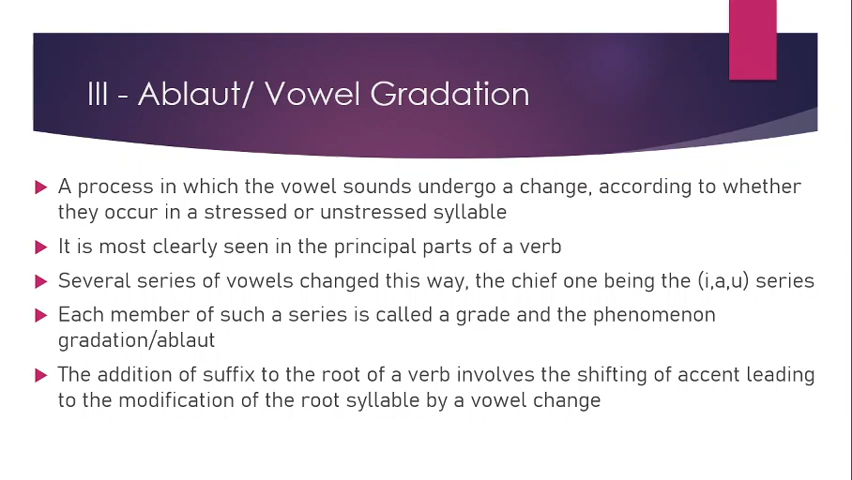 III - Ablaut/ Vowel Gradation
A process in which the vowel sounds undergo a change, according to whether
they occur in a stressed or unstressed syllable
It is most clearly seen in the principal parts of a verb
Several series of vowels changed this way, the chief one being the (i,a,u) series
Each member of such a series is called a grade and the phenomenon
gradation/ablaut
The addition of suffix to the root of a verb involves the shifting of accent leading
to the modification of the root syllable by a vowel change